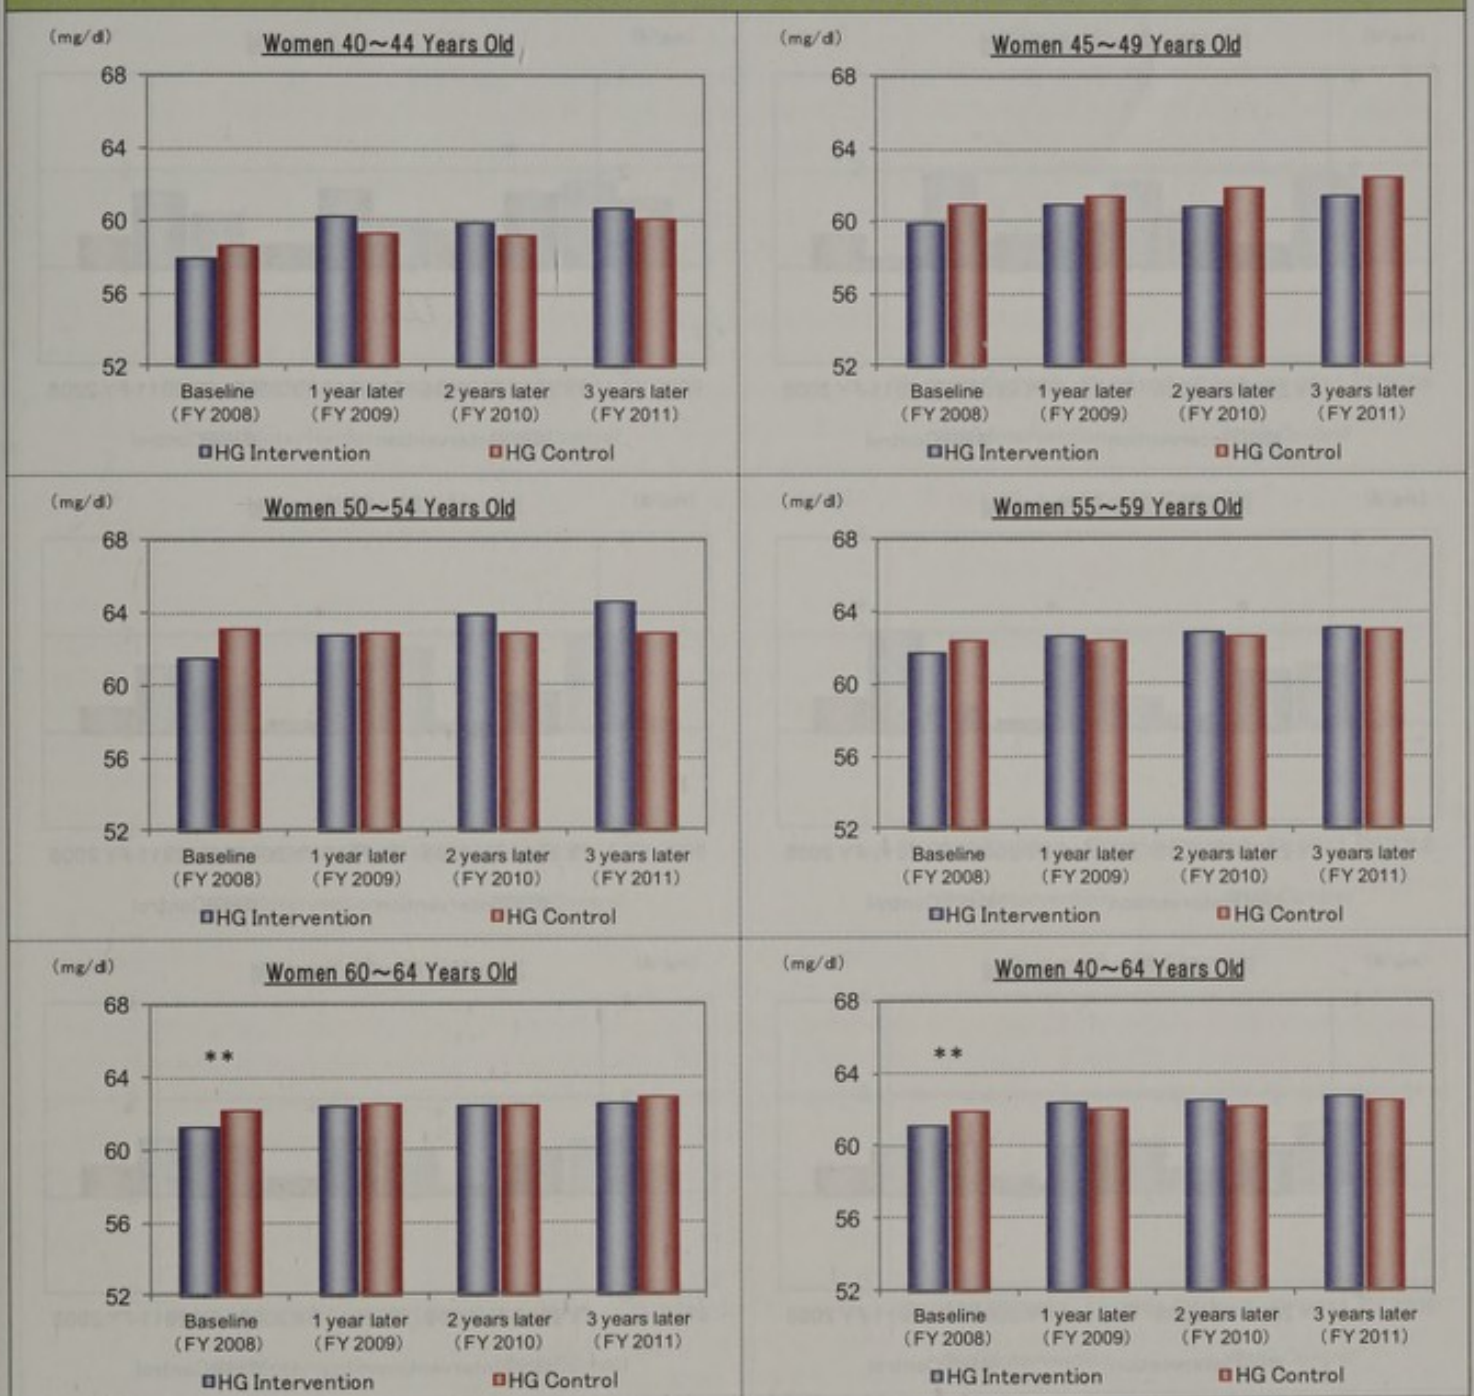 (mg/dl)
Women 40～44 Years Old
68
64
60
56
52
Baseline 1 year later 2 years later 3 years later
(FY 2008) (FY 2009) (FY 2010) (FY 2011)
HG Intervention HG Control
(mg/dl)
Women 45～49 Years Old
68
64
60
56
52
Baseline 1 year later 2 years later 3 years later
(FY 2008) (FY 2009) (FY 2010) (FY 2011)
HG Intervention HG Control
(mg/dl)
Women 50～54 Years Old
68
64
60
56
52
Baseline 1 year later 2 years later 3 years later
(FY 2008) (FY 2009) (FY 2010) (FY 2011)
HG Intervention HG Control
(mg/dl)
Women 55～59 Years Old
68
64
60
56
52
Baseline 1 year later 2 years later 3 years later
(FY 2008) (FY 2009) (FY 2010) (FY 2011)
HG Intervention HG Control
(mg/dl)
Women 60～64 Years Old
68
**
64
60
56
52
Baseline 1 year later 2 years later 3 years later
(FY 2008) (FY 2009) (FY 2010) (FY 2011)
HG Intervention HG Control
(mg/dl)
Women 40～64 Years Old
68
**
64
60
56
52
Baseline 1 year later 2 years later 3 years later
(FY 2008) (FY 2009) (FY 2010) (FY 2011)
HG Intervention HG Control